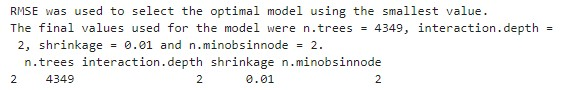 RMSE was used to select the optimal model using the smallest value.
The final values used for the model were n.trees = 4349, interaction.depth =
2, shrinkage = 0.01 and n.minobsinnode = 2.
n.trees interaction.depth shrinkage n.minobsinnode
2 4349 2 0.01 2